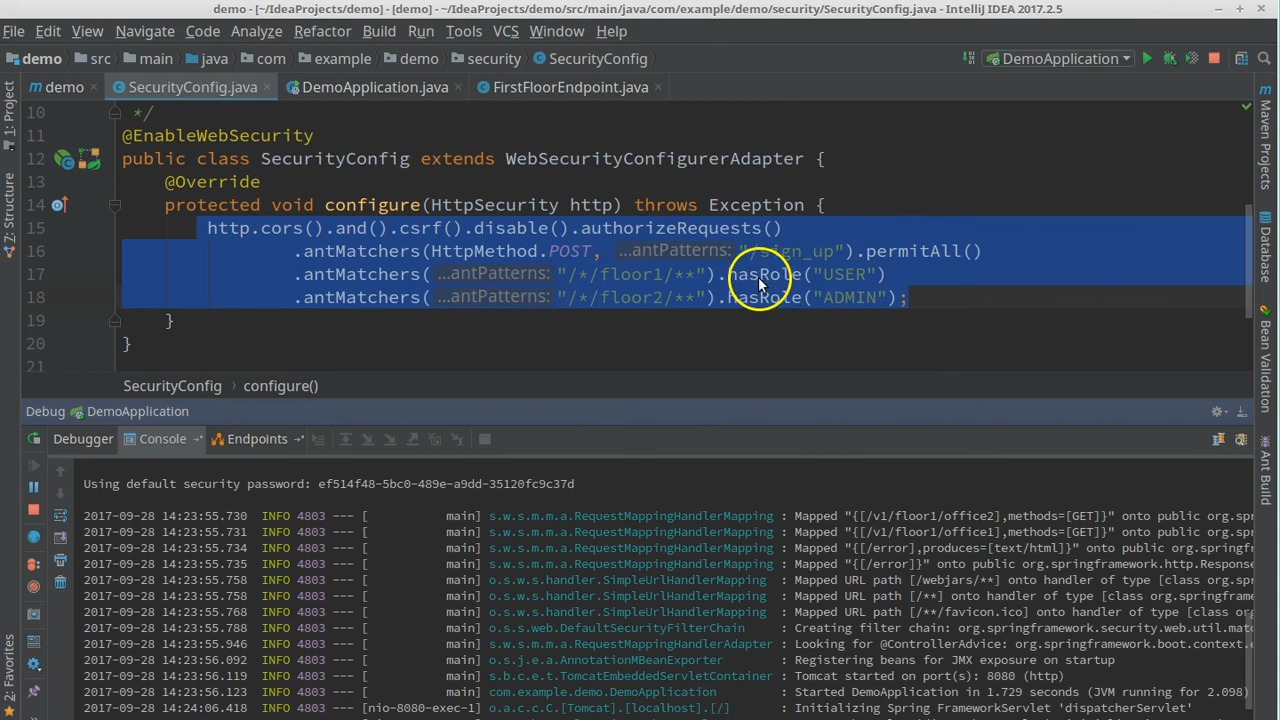 demo - [~/IdeaProjects/demo] - [demo] - ~/IdeaProjects/demo/src/main/java/com/example/demo/security/SecurityConfig.java - IntelliJ IDEA 2017.2.5
File Edit View Navigate Code Analyze Refactor Build Run Tools VCS Window Help
demo src main java com example demo security SecurityConfig DemoApplication
demo SecurityConfig.java DemoApplication.java FirstFloorEndpoint.java
1: Project
Z: Structure
2: Favorites
Maven Projects
Database
Bean Validation
Ant Build
10 */
11 @EnableWebSecurity
12 public class SecurityConfig extends WebSecurityConfigurerAdapter {
13 @Override
14 protected void configure(HttpSecurity http) throws Exception {
15 http.cors().and().csrf().disable().authorizeRequests()
16 .antMatchers(HttpMethod.POST, ...antPatterns: "/sign_up").permitAll()
17 .antMatchers( ...antPatterns: "/*/floor1/**").hasRole("USER")
18 .antMatchers( ...antPatterns: "/*/floor2/**").hasRole("ADMIN");
19 }
20 }
21
SecurityConfig configure()
Debug DemoApplication
Debugger Console Endpoints
Using default security password: ef514f48-5bc0-489e-a9dd-35120fc9c37d
2017-09-28 14:23:55.730 INFO 4803 --- [ main] s.w.s.m.m.a.RequestMappingHandlerMapping : Mapped "{[/v1/floor1/office2],methods=[GET]}" onto public org.spr
2017-09-28 14:23:55.731 INFO 4803 --- [ main] s.w.s.m.m.a.RequestMappingHandlerMapping : Mapped "{[/v1/floor1/office1],methods=[GET]}" onto public org.spr
2017-09-28 14:23:55.734 INFO 4803 --- [ main] s.w.s.m.m.a.RequestMappingHandlerMapping : Mapped "{[/error],produces=[text/html]}" onto public org.springf
2017-09-28 14:23:55.734 INFO 4803 --- [ main] s.w.s.m.m.a.RequestMappingHandlerMapping : Mapped "{[/error]}" onto public org.springframework.http.Respons
2017-09-28 14:23:55.758 INFO 4803 --- [ main] o.s.w.s.handler.SimpleUrlHandlerMapping : Mapped URL path [/webjars/**] onto handler of type [class org.sp
2017-09-28 14:23:55.758 INFO 4803 --- [ main] o.s.w.s.handler.SimpleUrlHandlerMapping : Mapped URL path [/**] onto handler of type [class org.springfram
2017-09-28 14:23:55.768 INFO 4803 --- [ main] o.s.w.s.handler.SimpleUrlHandlerMapping : Mapped URL path [/**/favicon.ico] onto handler of type [class or
2017-09-28 14:23:55.788 INFO 4803 --- [ main] o.s.s.web.DefaultSecurityFilterChain : Creating filter chain: org.springframework.security.web.util.mat
2017-09-28 14:23:55.946 INFO 4803 --- [ main] s.w.s.m.m.a.RequestMappingHandlerAdapter : Looking for @ControllerAdvice: org.springframework.boot.context.
2017-09-28 14:23:56.092 INFO 4803 --- [ main] o.s.j.e.a.AnnotationMBeanExporter : Registering beans for JMX exposure on startup
2017-09-28 14:23:56.119 INFO 4803 --- [ main] s.b.c.e.t.TomcatEmbeddedServletContainer : Tomcat started on port(s): 8080 (http)
2017-09-28 14:23:56.123 INFO 4803 --- [ main] com.example.demo.DemoApplication : Started DemoApplication in 1.729 seconds (JVM running for 2.098)
2017-09-28 14:24:06.418 INFO 4803 --- [nio-8080-exec-1] o.a.c.c.C.[Tomcat].[localhost].[/] : Initializing Spring FrameworkServlet 'dispatcherServlet'